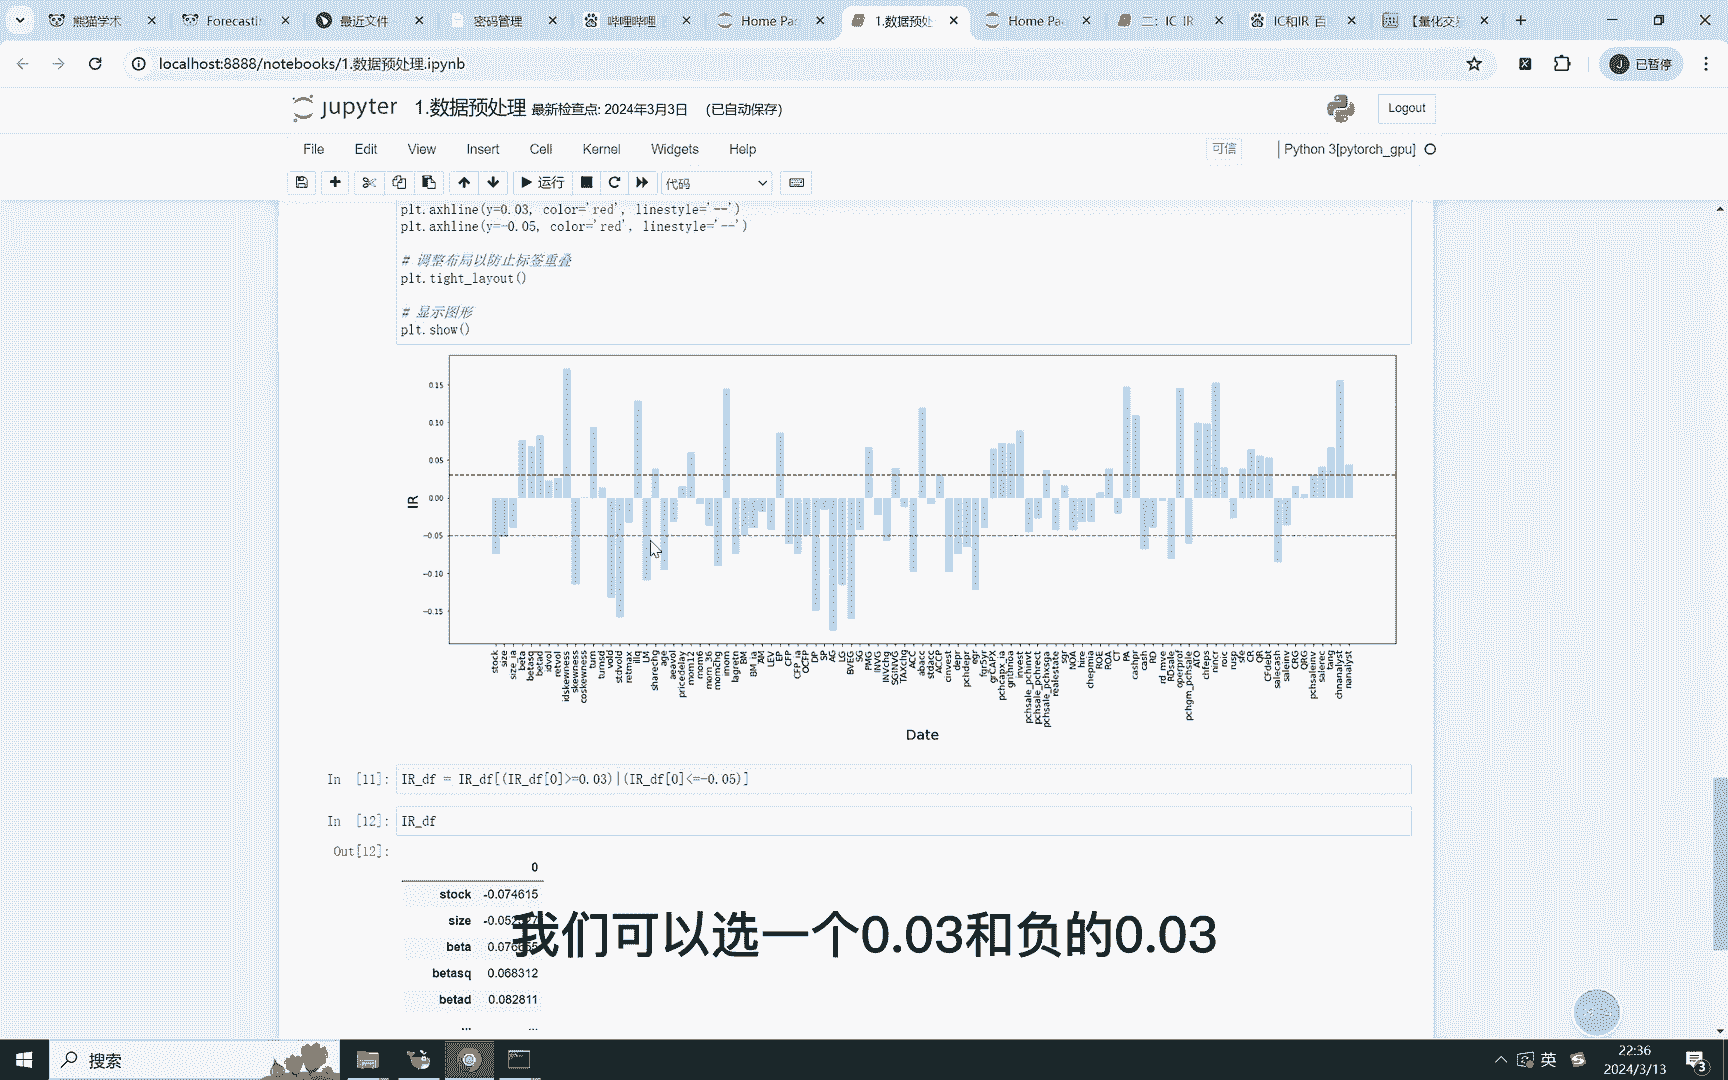 熊猫学术
Forecasti
最近文件
密码管理
哔哩哔哩
Home Pa
1.数据预处
Home Pa
二：IC IR
IC和IR 百
【量化交易
localhost:8888/notebooks/1.数据预处理.ipynb
已暂停
jupyter 1.数据预处理 最新检查点: 2024年3月3日 (已自动保存)
Logout
File Edit View Insert Cell Kernel Widgets Help
可信
Python 3[pytorch_gpu]
运行
代码
plt.axhline(y=0.03, color='red', linestyle='--')
plt.axhline(y=-0.05, color='red', linestyle='--')
# 调整布局以防止标签重叠
plt.tight_layout()
# 显示图形
plt.show()
0.15
0.10
0.05
0.00
−0.05
−0.10
−0.15
IR
stock
size
size_ia
beta
betasq
betad
idvol
retvol
idskewness
skewness
coskewness
turn
turnsd
vold
stdvold
retmax
illq
LM
sharechg
age
aeavol
pricedelay
mom12
mom6
mom_36
momchg
imom
lagretn
BM
BM_ia
AM
LEV
EP
CFP
CFP_ia
OCFP
DP
SP
AG
LG
BVEG
SG
PMG
INVG
INVchg
SGINVG
TAXchg
ACC
absacc
stdacc
ACCP
cinvest
depr
pchdepr
egr
fgr5yr
grCAPX
pchcapx_ia
grltnoa
invest
pchsale_pchinvt
pchsale_pchrect
pchsale_pchxsga
realestate
sgr
NOA
hire
chempia
ROE
ROA
CT
PA
cashpr
cash
RD
rd_mve
RDsale
operprof
pchgm_pchsale
ATO
chfeps
nincr
roic
rusp
sfe
CR
QR
CFdebt
salecash
saleinv
CRG
QRG
pchsaleinv
salerec
tang
chnanalyst
nanalyst
Date
In [11]:
IR_df = IR_df[(IR_df[0]>=0.03)|(IR_df[0]<=-0.05)]
In [12]:
IR_df
Out[12]:
0
stock -0.074615
size
beta
betasq 0.068312
betad 0.082811
... ...
我们可以选一个0.03和负的0.03
搜索
英
22:36
2024/3/13
3